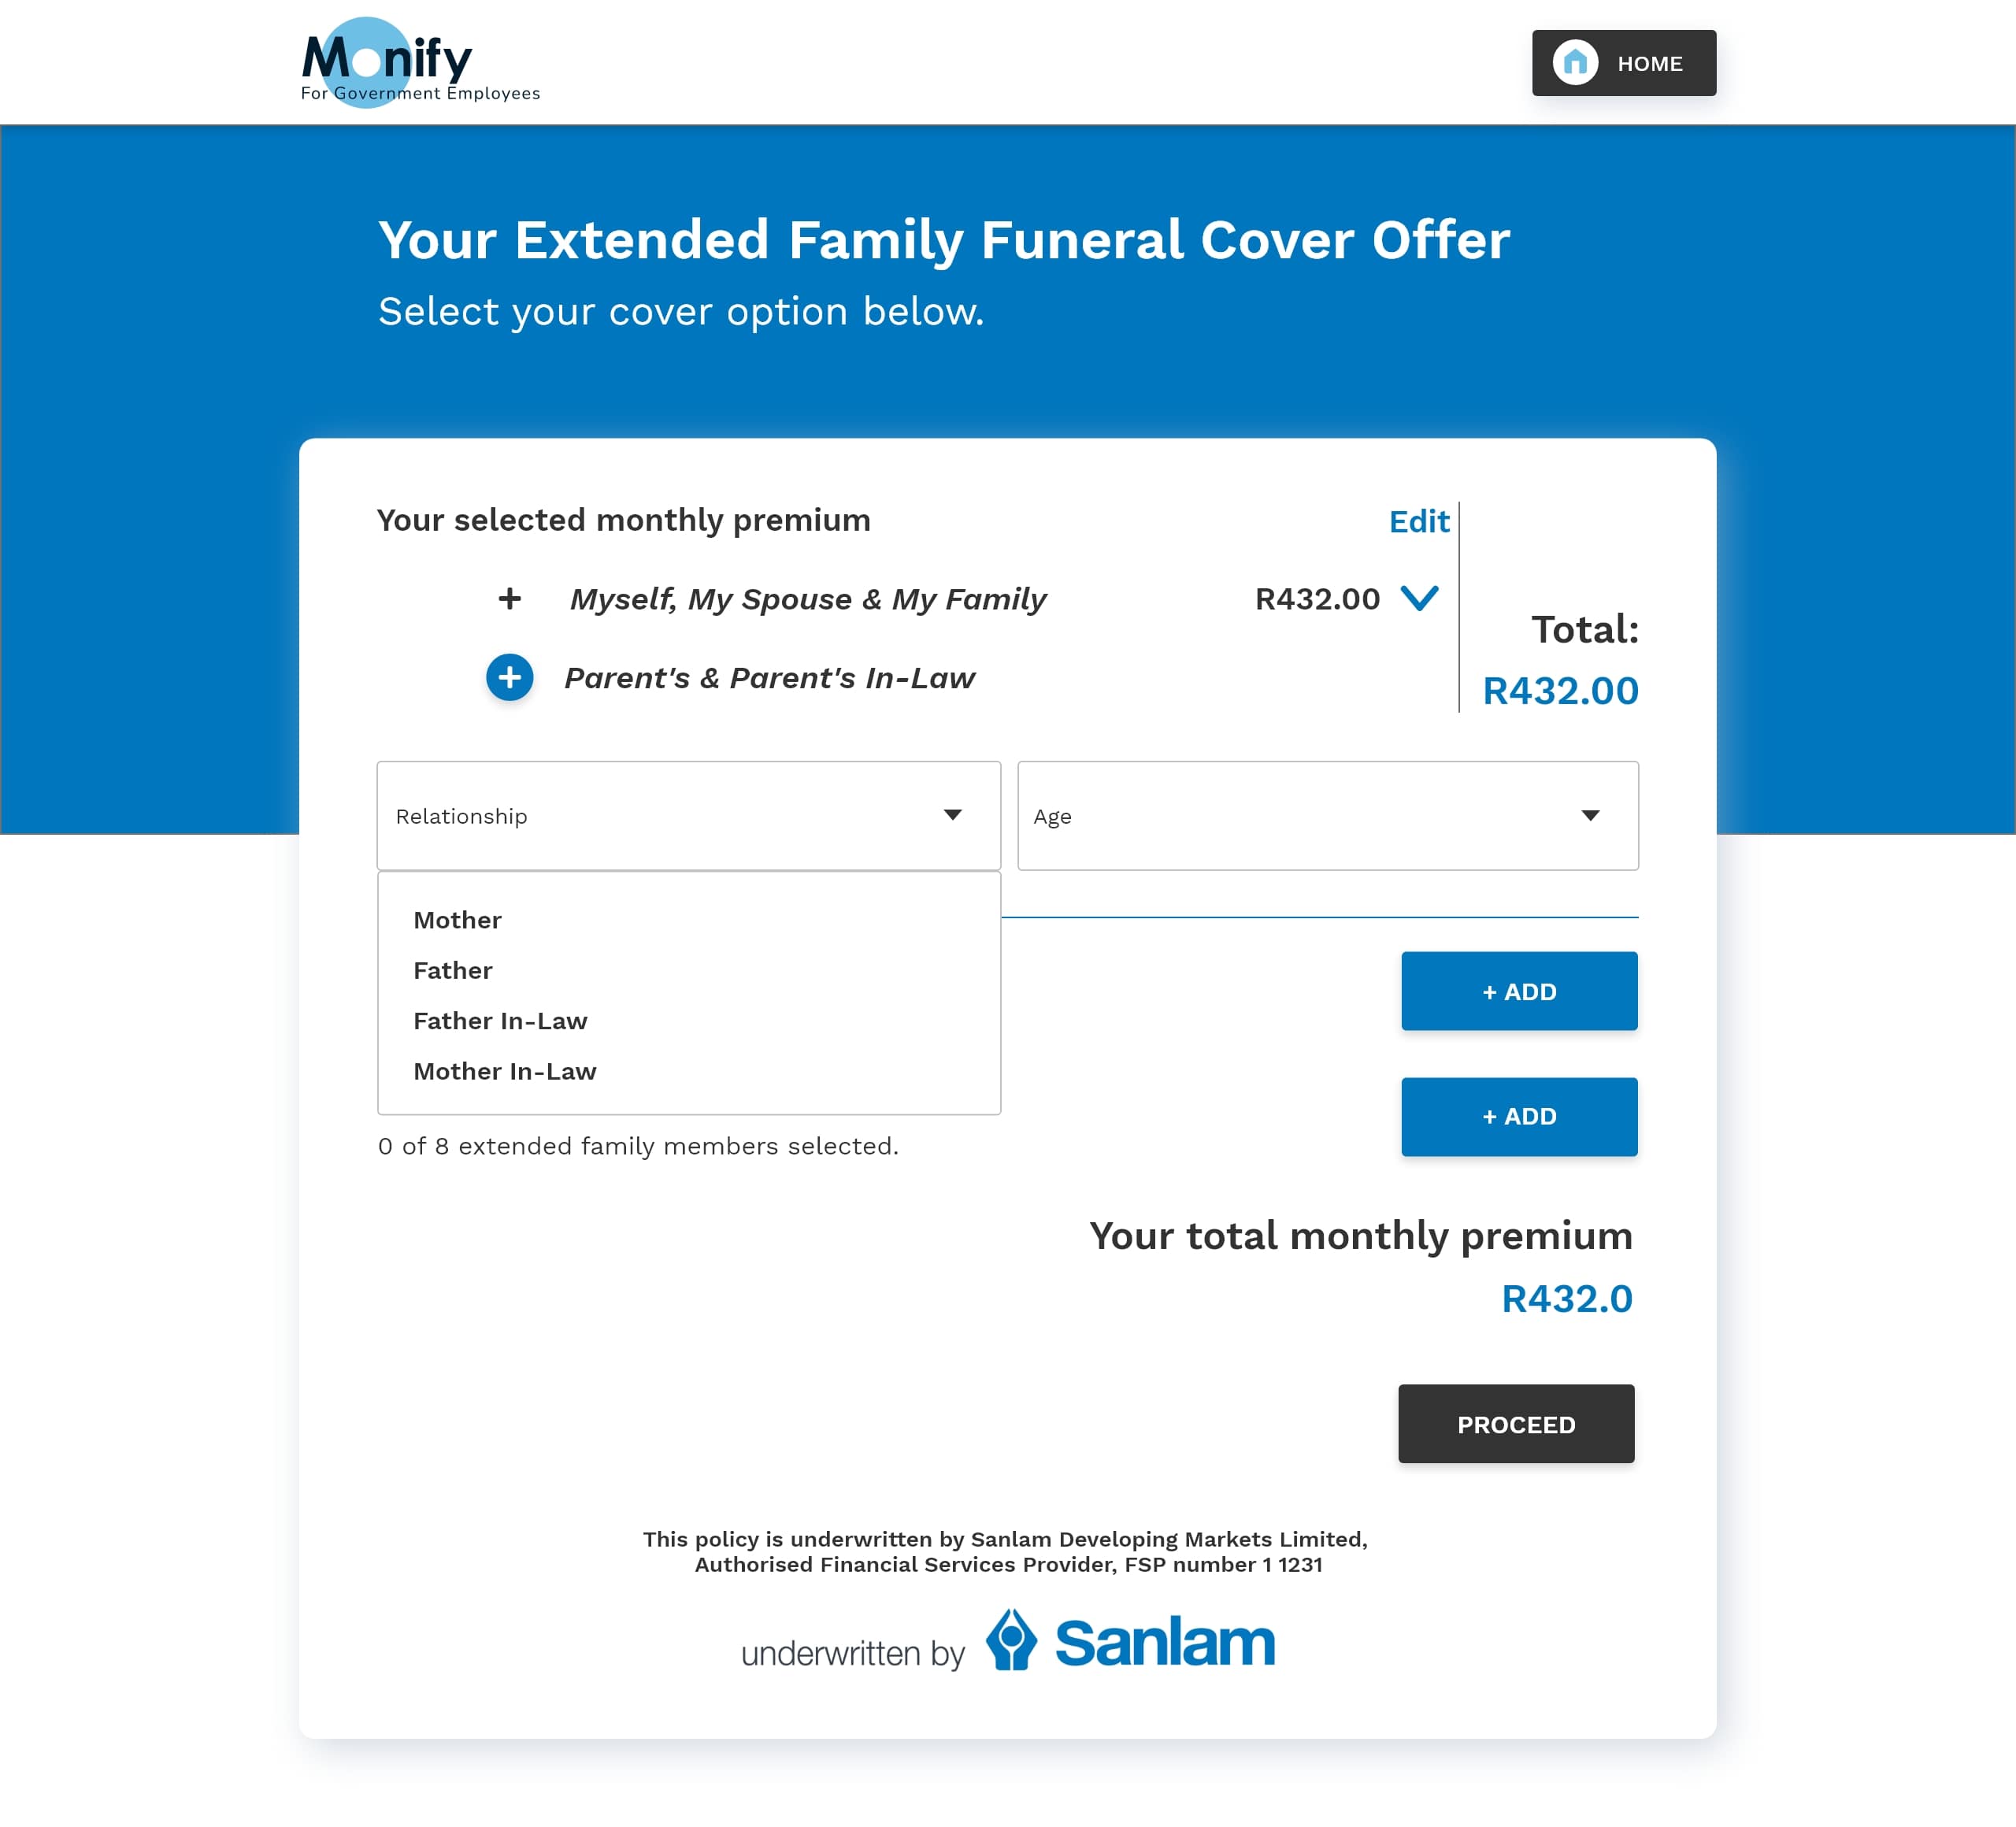 Monify
For Government Employees
HOME
Your Extended Family Funeral Cover Offer
Select your cover option below.
Your selected monthly premium
Edit
+ Myself, My Spouse & My Family R432.00
+ Parent's & Parent's In-Law
Total:
R432.00
Relationship
Age
Mother
Father
Father In-Law
Mother In-Law
+ ADD
+ ADD
0 of 8 extended family members selected.
Your total monthly premium
R432.0
PROCEED
This policy is underwritten by Sanlam Developing Markets Limited,
Authorised Financial Services Provider, FSP number 1 1231
underwritten by Sanlam